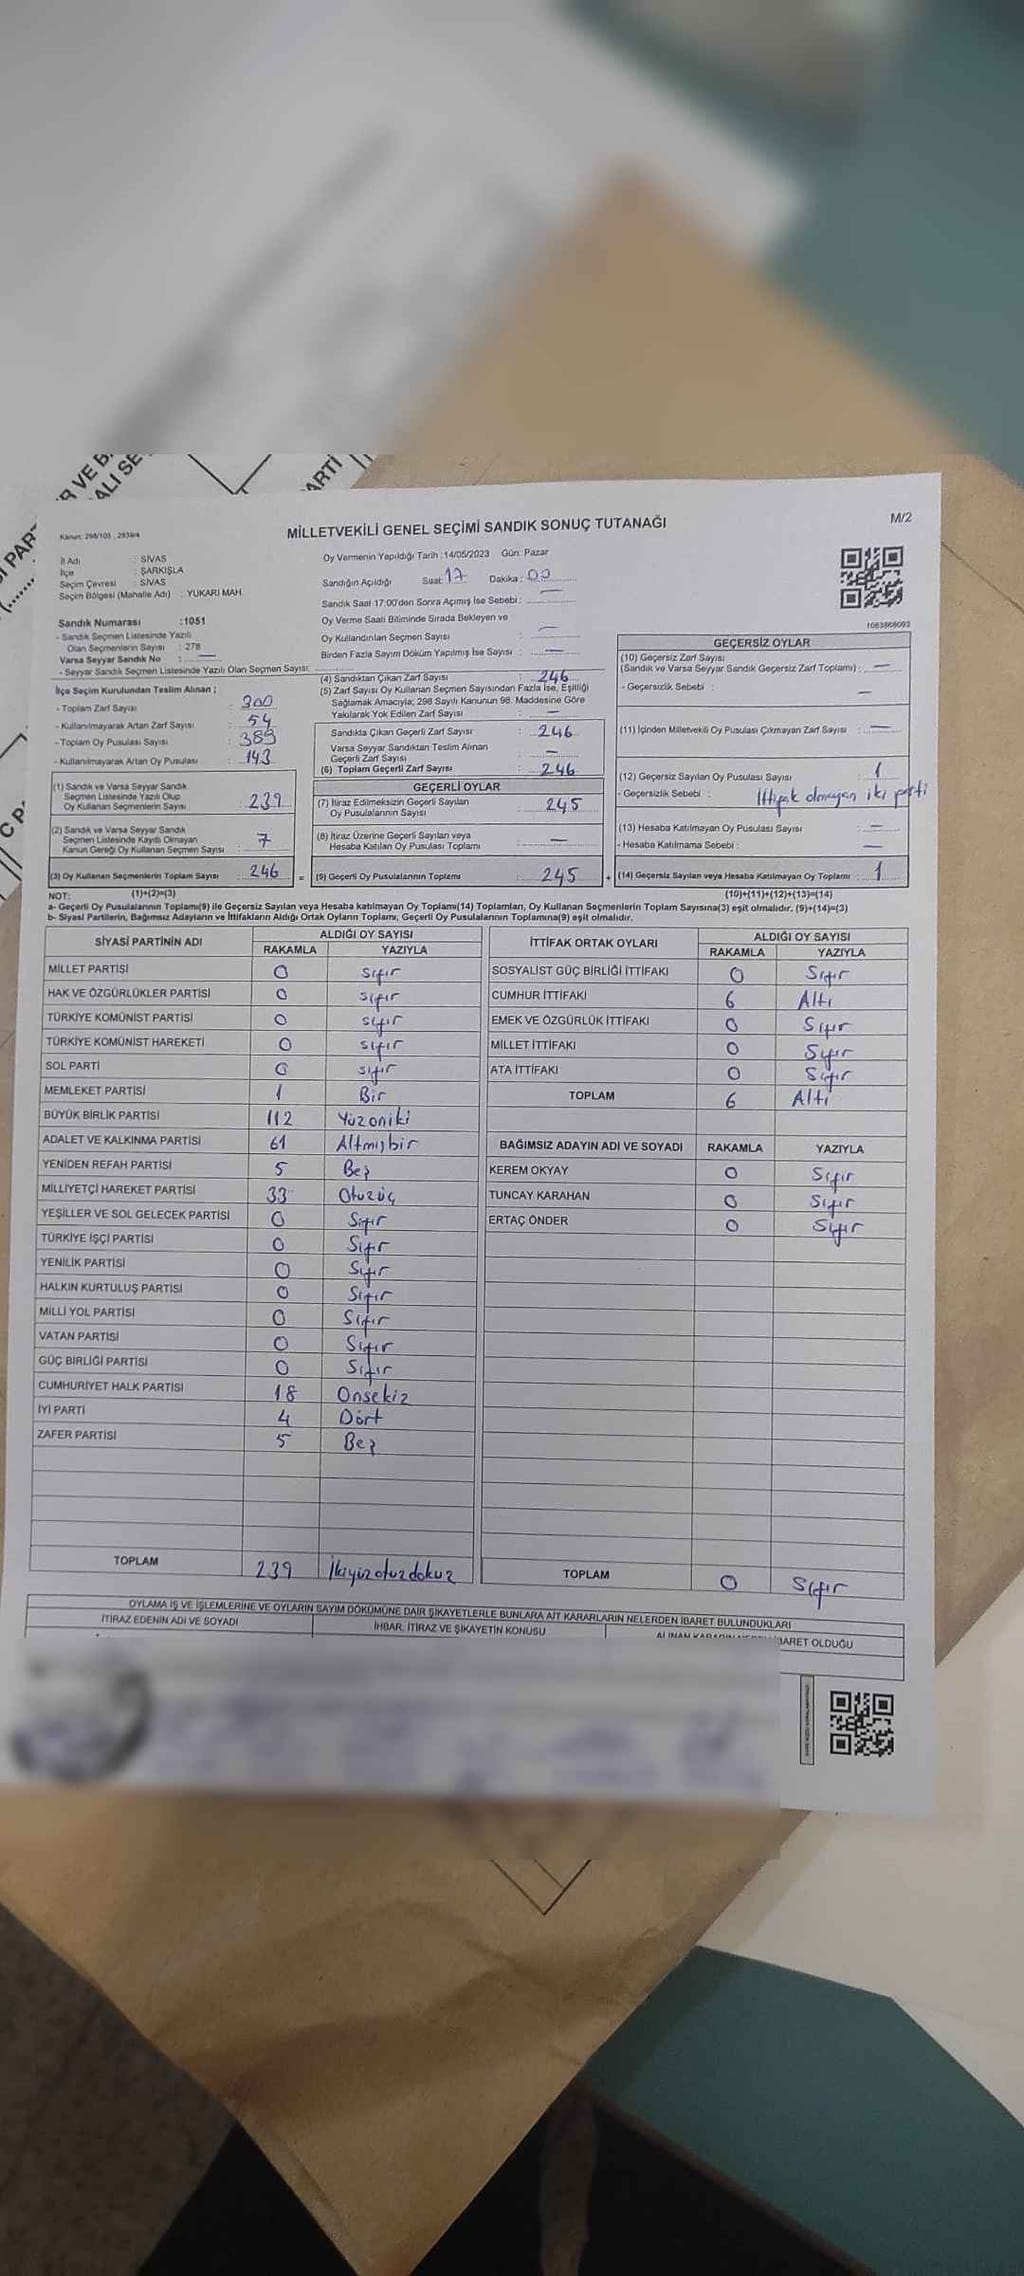 R VE B
ALİ SE
ARTİ
PAR
C P
Kanun: 298/105 , 2839/4
MİLLETVEKİLİ GENEL SEÇİMİ SANDIK SONUÇ TUTANAĞI
M/2
İl Adı : SİVAS
İlçe : ŞARKIŞLA
Seçim Çevresi : SİVAS
Seçim Bölgesi (Mahalle Adı) : YUKARI MAH.
Oy Vermenin Yapıldığı Tarih :14/05/2023 Gün: Pazar
Sandığın Açıldığı Saat: 17 Dakika : 00
Sandık Saat 17:00'den Sonra Açımış İse Sebebi : —
Oy Verme Saati Bitiminde Sırada Bekleyen ve
Oy Kullandırılan Seçmen Sayısı : —
Birden Fazla Sayım Döküm Yapılmış İse Sayısı : —
1063868093
Sandık Numarası :1051
- Sandık Seçmen Listesinde Yazılı
Olan Seçmenlerin Sayısı : 278
Varsa Seyyar Sandık No : —
- Seyyar Sandık Seçmen Listesinde Yazılı Olan Seçmen Sayısı:
İlçe Seçim Kurulundan Teslim Alınan ;
- Toplam Zarf Sayısı : 300
- Kullanılmayarak Artan Zarf Sayısı : 54
- Toplam Oy Pusulası Sayısı : 389
- Kullanılmayarak Artan Oy Pusulası : 143
(1) Sandık ve Varsa Seyyar Sandık
Seçmen Listesinde Yazılı Olup
Oy Kullanan Seçmenlerin Sayısı : 239
(2) Sandık ve Varsa Seyyar Sandık
Seçmen Listesinde Kayıtlı Olmayan
Kanun Gereği Oy Kullanan Seçmen Sayısı : 7
(3) Oy Kullanan Seçmenlerin Toplam Sayısı : 246
(4) Sandıktan Çıkan Zarf Sayısı : 246
(5) Zarf Sayısı Oy Kullanan Seçmen Sayısından Fazla İse, Eşitliği
Sağlamak Amacıyla; 298 Sayılı Kanunun 98. Maddesine Göre
Yakılarak Yok Edilen Zarf Sayısı : —
Sandıkta Çıkan Geçerli Zarf Sayısı : 246
Varsa Seyyar Sandıktan Teslim Alınan
Geçerli Zarf Sayısı : —
(6) Toplam Geçerli Zarf Sayısı : 246
GEÇERLİ OYLAR
(7) İtiraz Edilmeksizin Geçerli Sayılan
Oy Pusulalarının Sayısı : 245
(8) İtiraz Üzerine Geçerli Sayılan veya
Hesaba Katılan Oy Pusulası Toplamı : —
= (9) Geçerli Oy Pusulalarının Toplamı : 245 +
GEÇERSİZ OYLAR
(10) Geçersiz Zarf Sayısı
(Sandık ve Varsa Seyyar Sandık Geçersiz Zarf Toplamı) : —
- Geçersizlik Sebebi : —
(11) İçinden Milletvekili Oy Pusulası Çıkmayan Zarf Sayısı : —
(12) Geçersiz Sayılan Oy Pusulası Sayısı : 1
- Geçersizlik Sebebi : İttifak olmayan iki parti
(13) Hesaba Katılmayan Oy Pusulası Sayısı : —
- Hesaba Katılmama Sebebi : —
(14) Geçersiz Sayılan veya Hesaba Katılmayan Oy Toplamı : 1
NOT: (1)+(2)=(3) (10)+(11)+(12)+(13)=(14)
a- Geçerli Oy Pusulalarının Toplamı(9) ile Geçersiz Sayılan veya Hesaba katılmayan Oy Toplamı(14) Toplamları, Oy Kullanan Seçmenlerin Toplam Sayısına(3) eşit olmalıdır. (9)+(14)=(3)
b- Siyasi Partilerin, Bağımsız Adayların ve İttifakların Aldığı Ortak Oyların Toplamı, Geçerli Oy Pusulalarının Toplamına(9) eşit olmalıdır.
SİYASİ PARTİNİN ADI ALDIĞI OY SAYISI
RAKAMLA YAZIYLA
MİLLET PARTİSİ 0 Sıfır
HAK VE ÖZGÜRLÜKLER PARTİSİ 0 sıfır
TÜRKİYE KOMÜNİST PARTİSİ 0 sıfır
TÜRKİYE KOMÜNİST HAREKETİ 0 sıfır
SOL PARTİ 0 sıfır
MEMLEKET PARTİSİ 1 Bir
BÜYÜK BİRLİK PARTİSİ 112 Yüzoniki
ADALET VE KALKINMA PARTİSİ 61 Altmışbir
YENİDEN REFAH PARTİSİ 5 Beş
MİLLİYETÇİ HAREKET PARTİSİ 33 Otuzüç
YEŞİLLER VE SOL GELECEK PARTİSİ 0 Sıfır
TÜRKİYE İŞÇİ PARTİSİ 0 Sıfır
YENİLİK PARTİSİ 0 Sıfır
HALKIN KURTULUŞ PARTİSİ 0 Sıfır
MİLLİ YOL PARTİSİ 0 Sıfır
VATAN PARTİSİ 0 Sıfır
GÜÇ BİRLİĞİ PARTİSİ 0 Sıfır
CUMHURİYET HALK PARTİSİ 18 Onsekiz
İYİ PARTİ 4 Dört
ZAFER PARTİSİ 5 Beş
TOPLAM 239 İkiyüzotuzdokuz
İTTİFAK ORTAK OYLARI ALDIĞI OY SAYISI
RAKAMLA YAZIYLA
SOSYALİST GÜÇ BİRLİĞİ İTTİFAKI 0 Sıfır
CUMHUR İTTİFAKI 6 Altı
EMEK VE ÖZGÜRLÜK İTTİFAKI 0 Sıfır
MİLLET İTTİFAKI 0 Sıfır
ATA İTTİFAKI 0 Sıfır
TOPLAM 6 Altı
BAĞIMSIZ ADAYIN ADI VE SOYADI RAKAMLA YAZIYLA
KEREM OKYAY 0 Sıfır
TUNCAY KARAHAN 0 Sıfır
ERTAÇ ÖNDER 0 Sıfır
TOPLAM 0 Sıfır
OYLAMA İŞ VE İŞLEMLERİNE VE OYLARIN SAYIM DÖKÜMÜNE DAİR ŞİKAYETLERLE BUNLARA AİT KARARLARIN NELERDEN İBARET BULUNDUKLARI
İTİRAZ EDENİN ADI VE SOYADI İHBAR, İTİRAZ VE ŞİKAYETİN KONUSU ALINAN KARARIN İBARET OLDUĞU